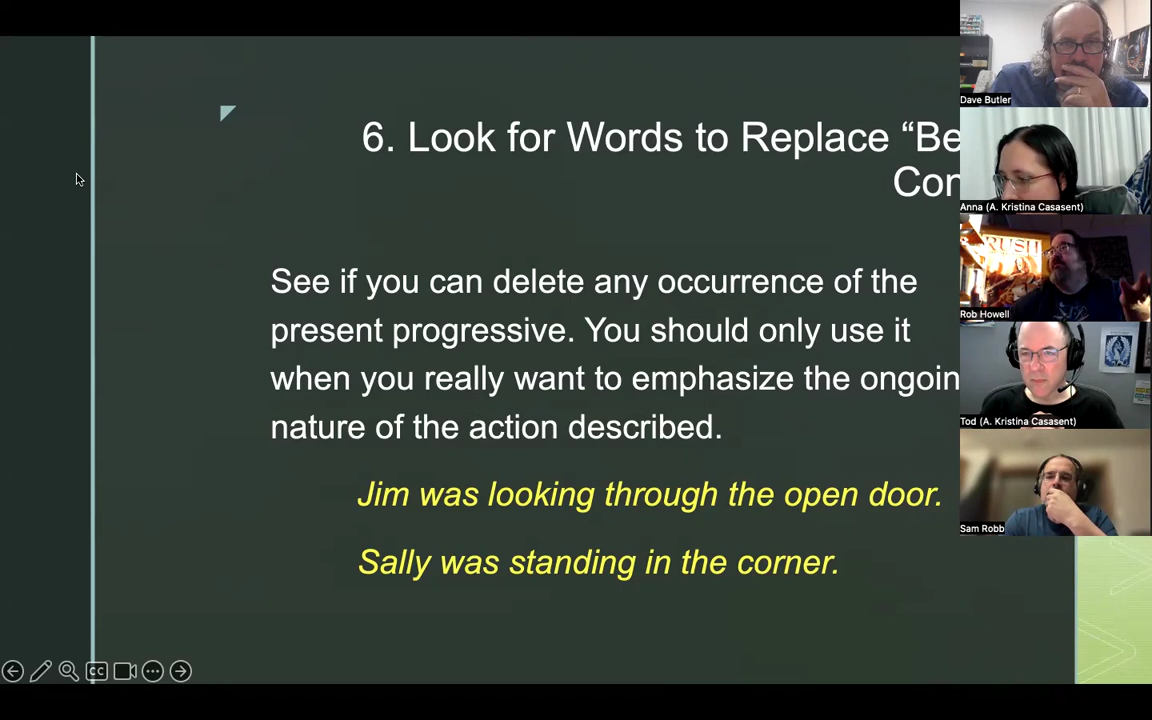 6. Look for Words to Replace “Be
Con
See if you can delete any occurrence of the
present progressive. You should only use it
when you really want to emphasize the ongoin
nature of the action described.
Jim was looking through the open door.
Sally was standing in the corner.
CC
Dave Butler
Anna (A. Kristina Casasent)
RUSH
Rob Howell
Tod (A. Kristina Casasent)
Sam Robb